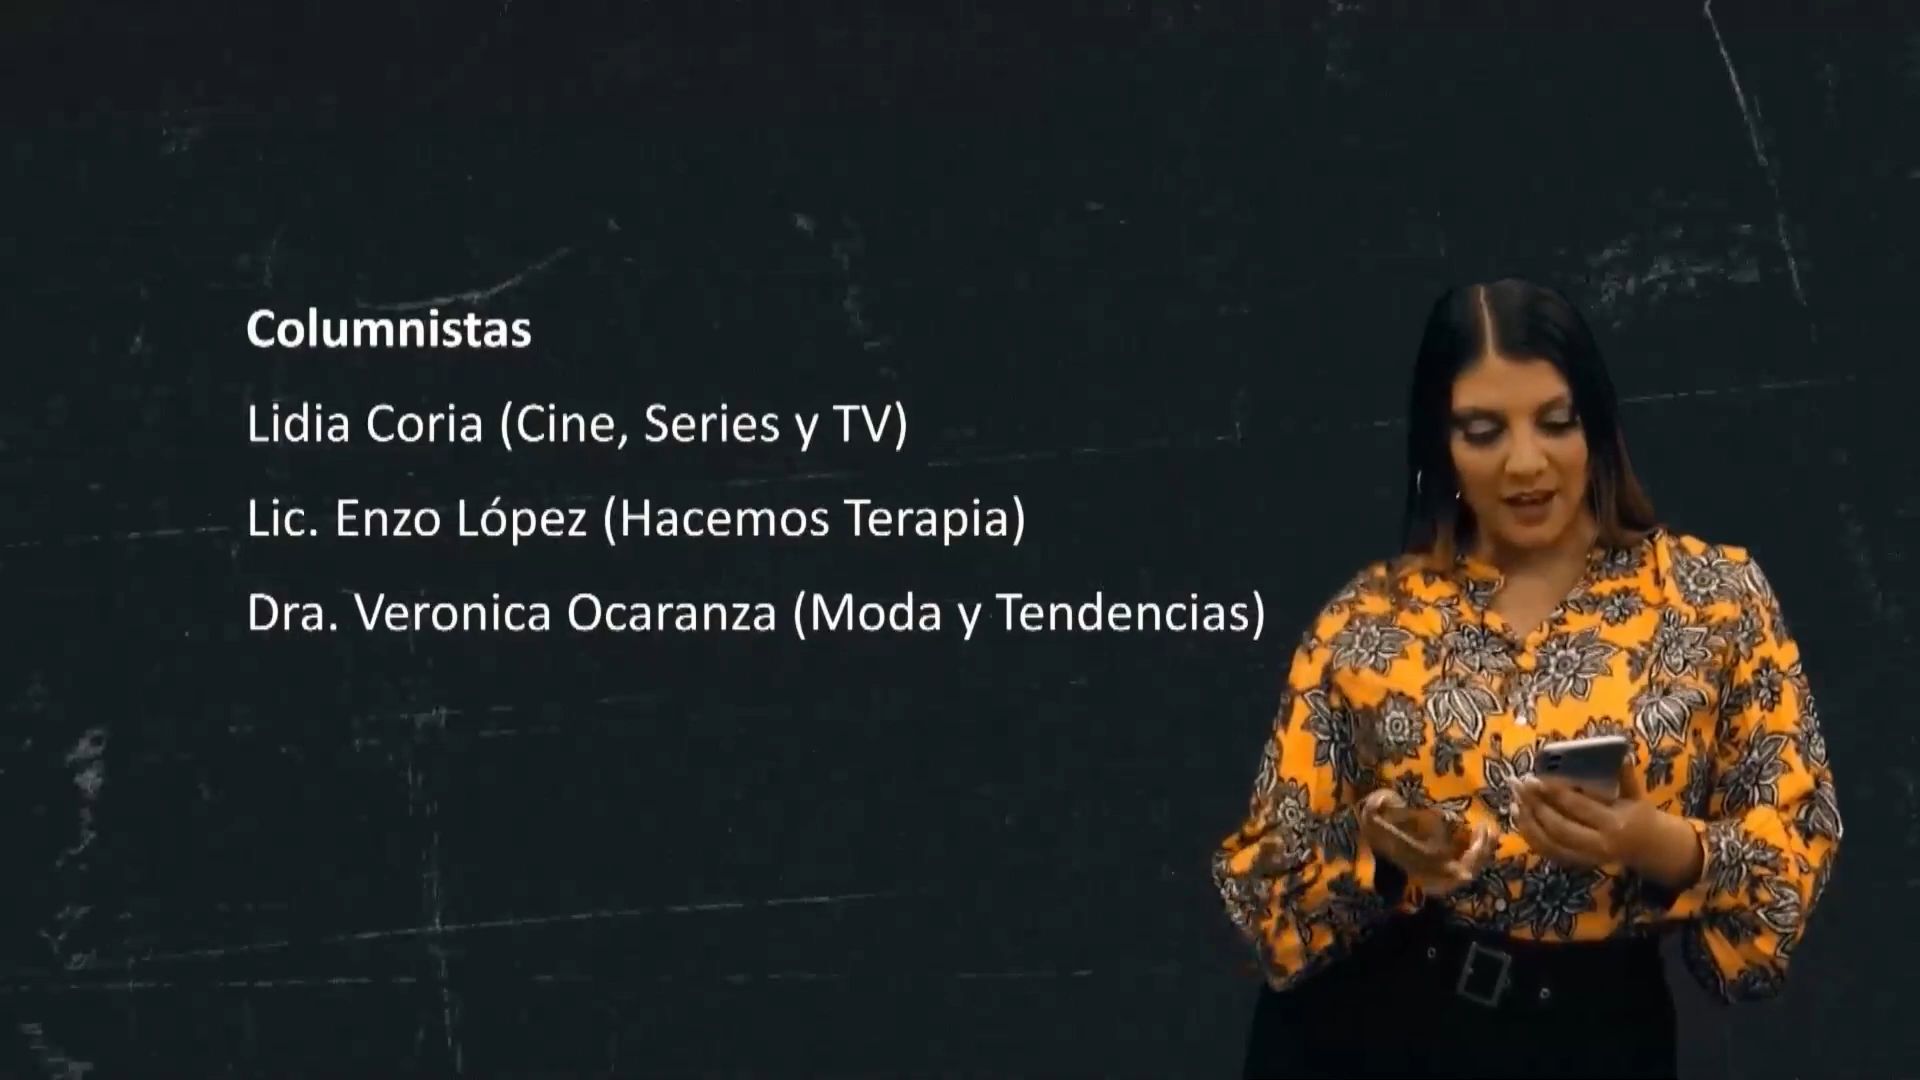 Columnistas
Lidia Coria (Cine, Series y TV)
Lic. Enzo López (Hacemos Terapia)
Dra. Veronica Ocaranza (Moda y Tendencias)